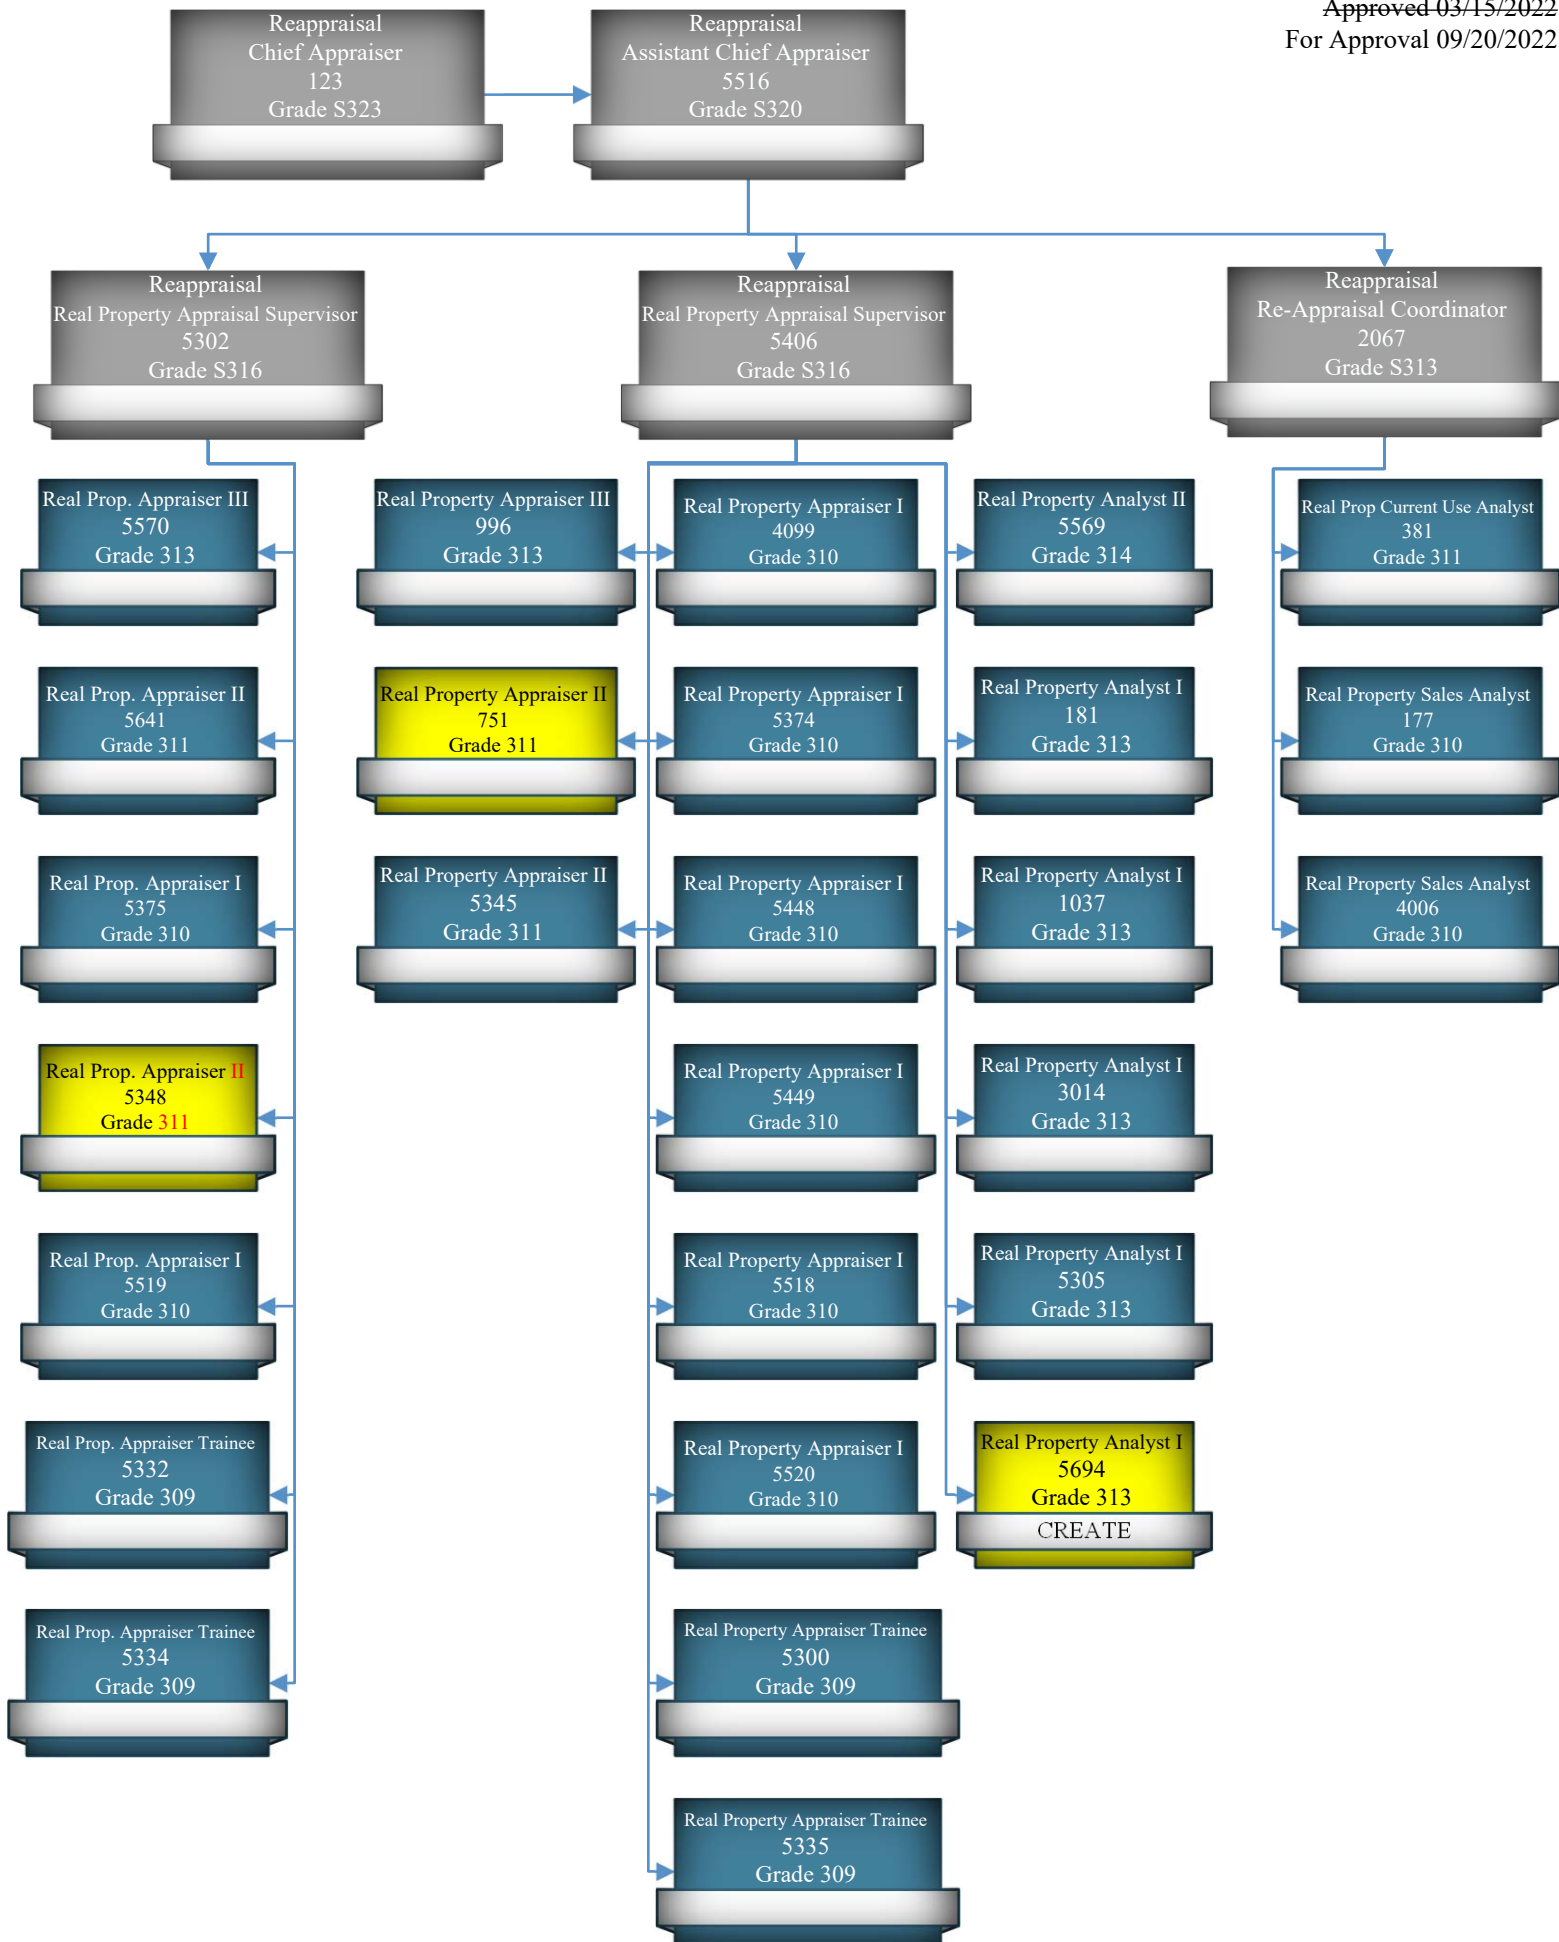 Approved 03/15/2022
For Approval 09/20/2022
Reappraisal
Chief Appraiser
123
Grade S323
Reappraisal
Assistant Chief Appraiser
5516
Grade S320
Reappraisal
Real Property Appraisal Supervisor
5302
Grade S316
Reappraisal
Real Property Appraisal Supervisor
5406
Grade S316
Reappraisal
Re-Appraisal Coordinator
2067
Grade S313
Real Prop. Appraiser III
5570
Grade 313
Real Property Appraiser III
996
Grade 313
Real Property Appraiser I
4099
Grade 310
Real Property Analyst II
5569
Grade 314
Real Prop Current Use Analyst
381
Grade 311
Real Prop. Appraiser II
5641
Grade 311
Real Property Appraiser II
751
Grade 311
Real Property Appraiser I
5374
Grade 310
Real Property Analyst I
181
Grade 313
Real Property Sales Analyst
177
Grade 310
Real Prop. Appraiser I
5375
Grade 310
Real Property Appraiser II
5345
Grade 311
Real Property Appraiser I
5448
Grade 310
Real Property Analyst I
1037
Grade 313
Real Property Sales Analyst
4006
Grade 310
Real Prop. Appraiser II
5348
Grade 311
Real Property Appraiser I
5449
Grade 310
Real Property Analyst I
3014
Grade 313
Real Prop. Appraiser I
5519
Grade 310
Real Property Appraiser I
5518
Grade 310
Real Property Analyst I
5305
Grade 313
Real Prop. Appraiser Trainee
5332
Grade 309
Real Property Appraiser I
5520
Grade 310
Real Property Analyst I
5694
Grade 313
CREATE
Real Prop. Appraiser Trainee
5334
Grade 309
Real Property Appraiser Trainee
5300
Grade 309
Real Property Appraiser Trainee
5335
Grade 309